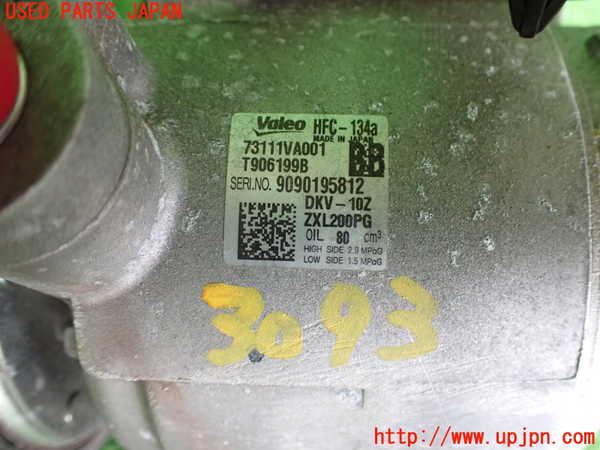 USED PARTS JAPAN
Valeo HFC-134a
MADE IN JAPAN
73111VA001 BB
T906199B
SERI.NO. 9090195812
DKV-10Z
ZXL200PG
OIL 80 cm³
HIGH SIDE 2.9 MPaG
LOW SIDE 1.5 MPaG
3093
http://www.upjpn.com/